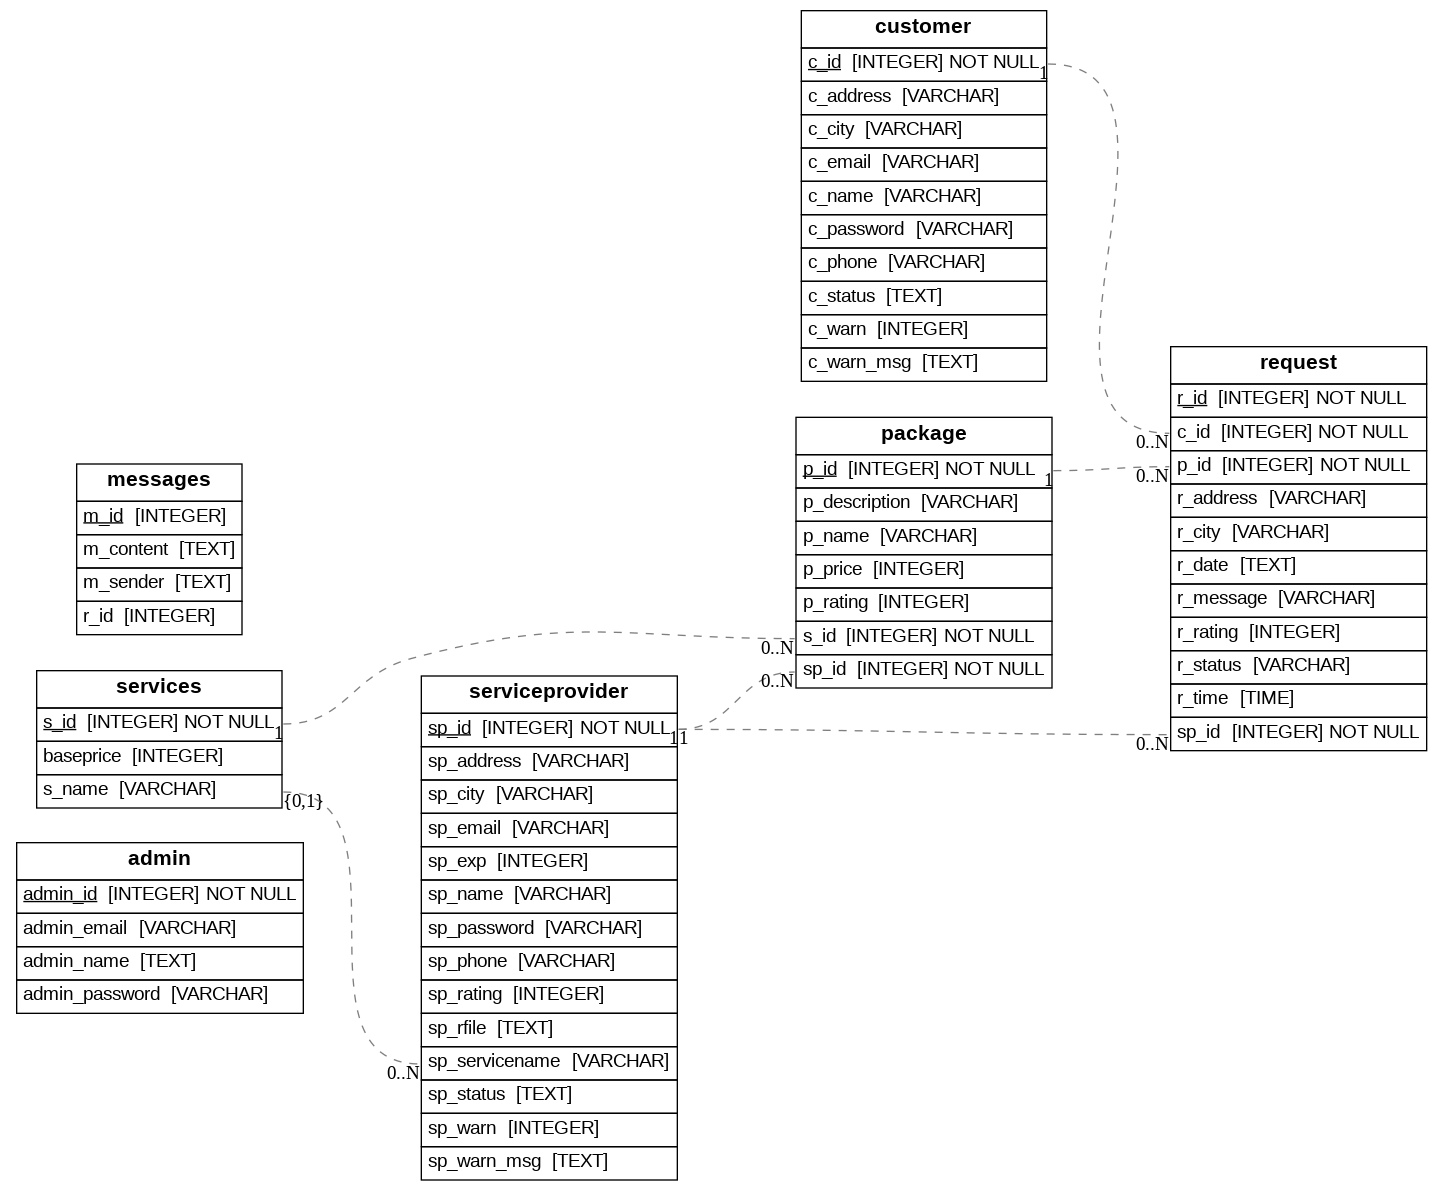 customer
c_id [INTEGER] NOT NULL
1
c_address [VARCHAR]
c_city [VARCHAR]
c_email [VARCHAR]
c_name [VARCHAR]
c_password [VARCHAR]
c_phone [VARCHAR]
c_status [TEXT]
c_warn [INTEGER]
c_warn_msg [TEXT]
request
r_id [INTEGER] NOT NULL
c_id [INTEGER] NOT NULL
0..N
p_id [INTEGER] NOT NULL
0..N
r_address [VARCHAR]
r_city [VARCHAR]
r_date [TEXT]
r_message [VARCHAR]
r_rating [INTEGER]
r_status [VARCHAR]
r_time [TIME]
sp_id [INTEGER] NOT NULL
0..N
package
p_id [INTEGER] NOT NULL
1
p_description [VARCHAR]
p_name [VARCHAR]
p_price [INTEGER]
p_rating [INTEGER]
s_id [INTEGER] NOT NULL
0..N
sp_id [INTEGER] NOT NULL
0..N
messages
m_id [INTEGER]
m_content [TEXT]
m_sender [TEXT]
r_id [INTEGER]
services
s_id [INTEGER] NOT NULL
1
baseprice [INTEGER]
s_name [VARCHAR]
{0,1}
serviceprovider
sp_id [INTEGER] NOT NULL
11
sp_address [VARCHAR]
sp_city [VARCHAR]
sp_email [VARCHAR]
sp_exp [INTEGER]
sp_name [VARCHAR]
sp_password [VARCHAR]
sp_phone [VARCHAR]
sp_rating [INTEGER]
sp_rfile [TEXT]
sp_servicename [VARCHAR]
0..N
sp_status [TEXT]
sp_warn [INTEGER]
sp_warn_msg [TEXT]
admin
admin_id [INTEGER] NOT NULL
admin_email [VARCHAR]
admin_name [TEXT]
admin_password [VARCHAR]